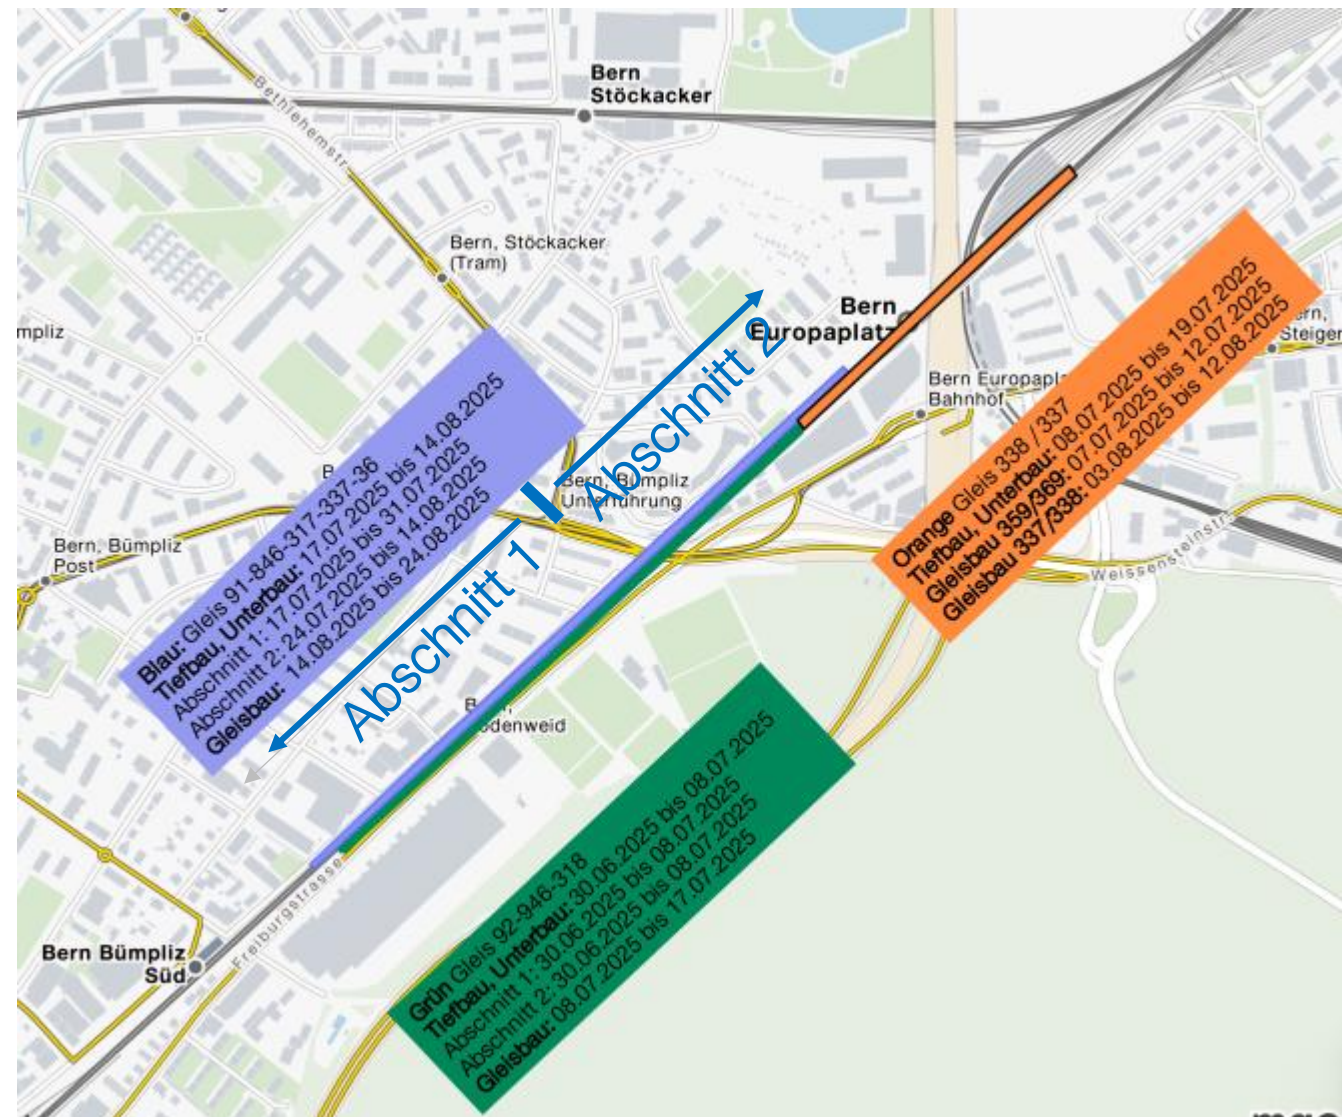 Bethlehemstr
Bern
Stöckacker
Bern, Stöckacker
(Tram)
mpliz
Bern
Europaplatz
Bern Europapl
Bahnhof
ern,
Steiger
Abschnitt 2
Abschnitt 1
Bern, Bümpliz
Unterführung
Bern, Bümpliz
Post
Weissensteinstr
Blau: Gleis 91-846-317-337-36
Tiefbau, Unterbau: 17.07.2025 bis 14.08.2025
Abschnitt 1: 17.07.2025 bis 31.07.2025
Abschnitt 2: 24.07.2025 bis 14.08.2025
Gleisbau: 14.08.2025 bis 24.08.2025
Orange Gleis 338 / 337
Tiefbau, Unterbau: 08.07.2025 bis 19.07.2025
Gleisbau 359/369: 07.07.2025 bis 12.07.2025
Gleisbau 337/338: 03.08.2025 bis 12.08.2025
denweid
Freiburgstrasse
Bern Bümpliz
Süd
Grün Gleis 92-946-318
Tiefbau, Unterbau: 30.06.2025 bis 08.07.2025
Abschnitt 1: 30.06.2025 bis 08.07.2025
Abschnitt 2: 30.06.2025 bis 08.07.2025
Gleisbau: 08.07.2025 bis 17.07.2025